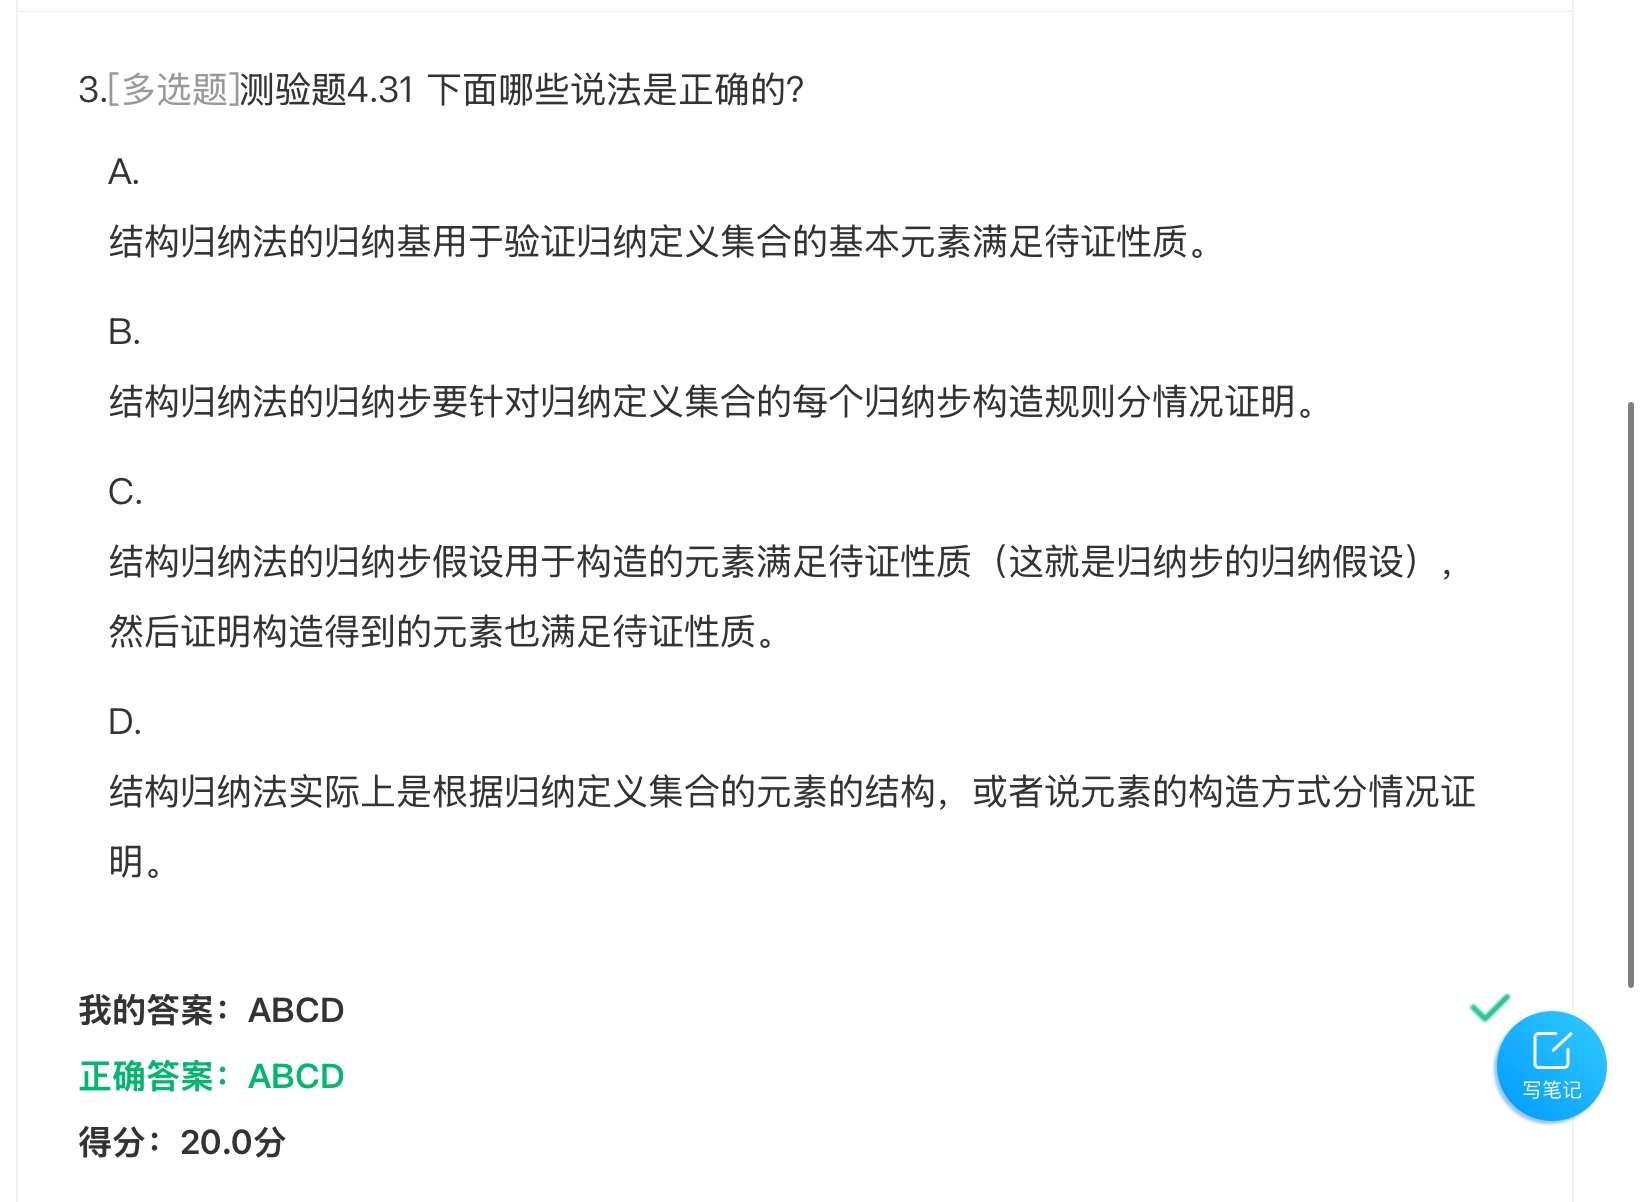 3.[多选题]测验题4.31 下面哪些说法是正确的?
A.
结构归纳法的归纳基用于验证归纳定义集合的基本元素满足待证性质。
B.
结构归纳法的归纳步要针对归纳定义集合的每个归纳步构造规则分情况证明。
C.
结构归纳法的归纳步假设用于构造的元素满足待证性质（这就是归纳步的归纳假设），
然后证明构造得到的元素也满足待证性质。
D.
结构归纳法实际上是根据归纳定义集合的元素的结构，或者说元素的构造方式分情况证
明。
我的答案：ABCD
正确答案：ABCD
写笔记
得分：20.0分